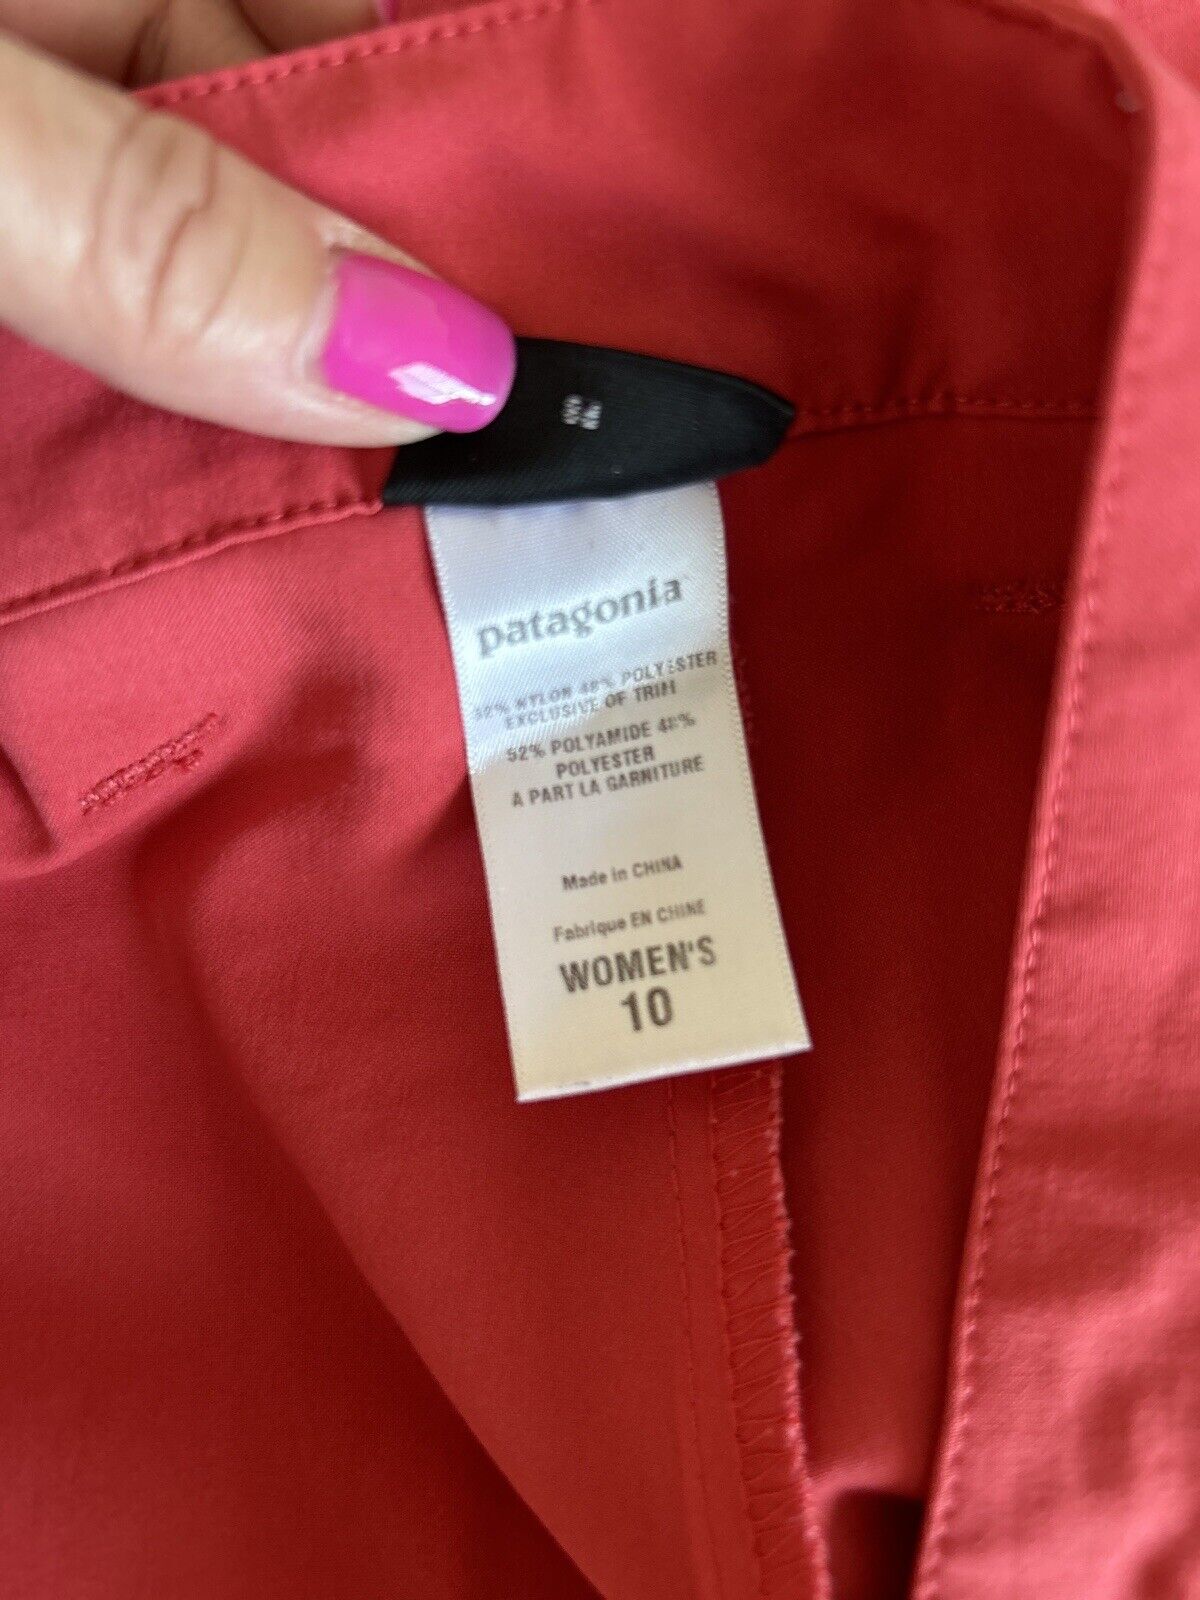 patagonia
52% NYLON 48% POLYESTER
EXCLUSIVE OF TRIM
52% POLYAMIDE 48%
POLYESTER
A PART LA GARNITURE
Made in CHINA
Fabrique EN CHINE
WOMEN'S
10